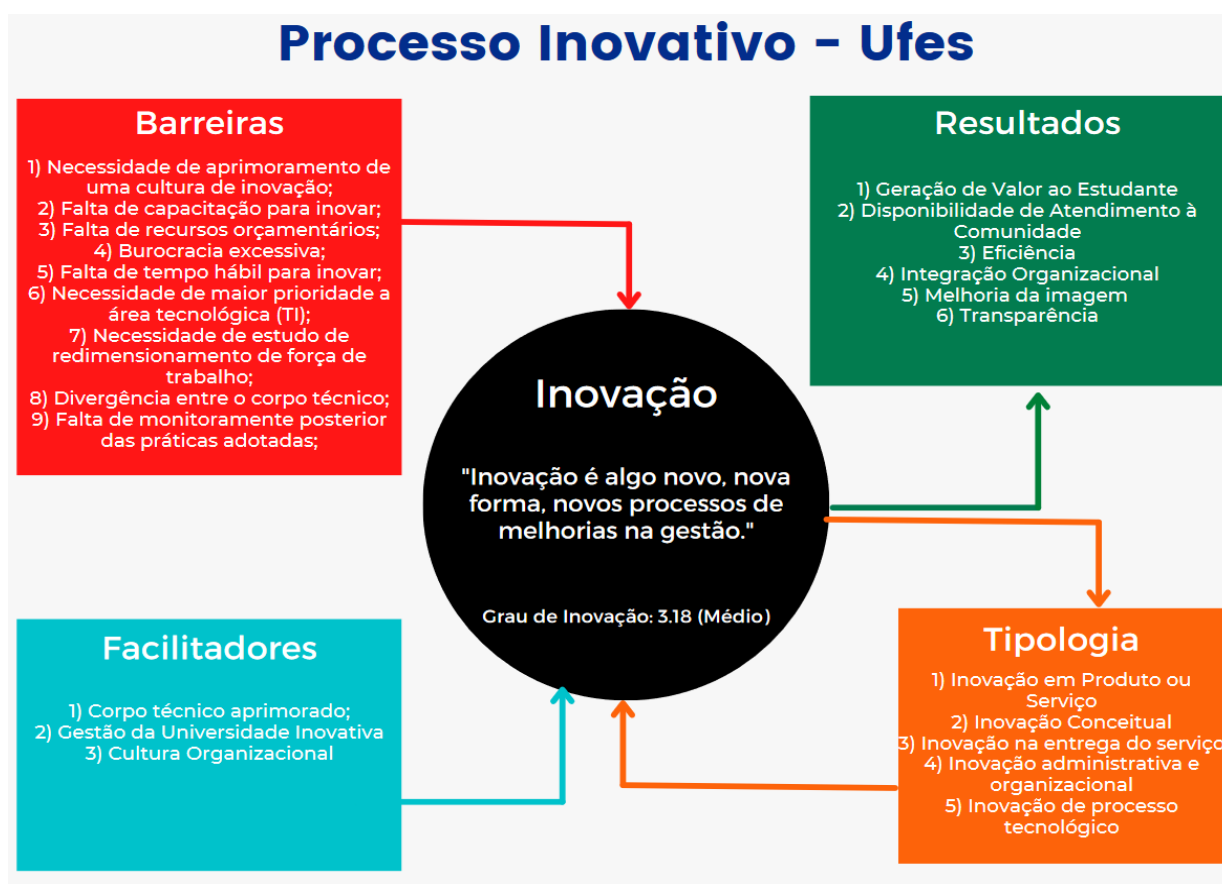 Processo Inovativo - Ufes
Barreiras
1) Necessidade de aprimoramento de
uma cultura de inovação;
2) Falta de capacitação para inovar;
3) Falta de recursos orçamentários;
4) Burocracia excessiva;
5) Falta de tempo hábil para inovar;
6) Necessidade de maior prioridade a
área tecnológica (TI);
7) Necessidade de estudo de
redimensionamento de força de
trabalho;
8) Divergência entre o corpo técnico;
9) Falta de monitoramente posterior
das práticas adotadas;
Resultados
1) Geração de Valor ao Estudante
2) Disponibilidade de Atendimento à
Comunidade
3) Eficiência
4) Integração Organizacional
5) Melhoria da imagem
6) Transparência
Inovação
"Inovação é algo novo, nova
forma, novos processos de
melhorias na gestão."
Grau de Inovação: 3.18 (Médio)
Facilitadores
1) Corpo técnico aprimorado;
2) Gestão da Universidade Inovativa
3) Cultura Organizacional
Tipologia
1) Inovação em Produto ou
Serviço
2) Inovação Conceitual
3) Inovação na entrega do serviço
4) Inovação administrativa e
organizacional
5) Inovação de processo
tecnológico